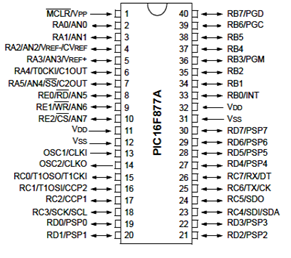 MCLR/VPP 1 40 RB7/PGD
RA0/AN0 2 39 RB6/PGC
RA1/AN1 3 38 RB5
RA2/AN2/VREF-/CVREF 4 37 RB4
RA3/AN3/VREF+ 5 36 RB3/PGM
RA4/T0CKI/C1OUT 6 35 RB2
RA5/AN4/SS/C2OUT 7 34 RB1
RE0/RD/AN5 8 33 RB0/INT
RE1/WR/AN6 9 32 VDD
RE2/CS/AN7 10 31 VSS
VDD 11 30 RD7/PSP7
VSS 12 29 RD6/PSP6
OSC1/CLKI 13 28 RD5/PSP5
OSC2/CLKO 14 27 RD4/PSP4
RC0/T1OSO/T1CKI 15 26 RC7/RX/DT
RC1/T1OSI/CCP2 16 25 RC6/TX/CK
RC2/CCP1 17 24 RC5/SDO
RC3/SCK/SCL 18 23 RC4/SDI/SDA
RD0/PSP0 19 22 RD3/PSP3
RD1/PSP1 20 21 RD2/PSP2
PIC16F877A